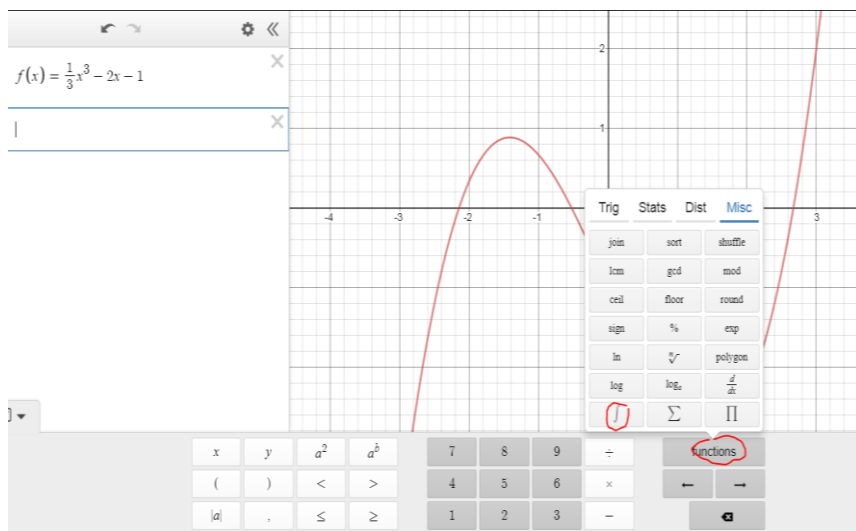 f(x) = 1/3 x³ − 2x − 1
2
1
-4 -3 -2 -1 3
Trig Stats Dist Misc
join sort shuffle
lcm gcd mod
ceil floor round
sign % exp
ln ⁿ√ polygon
log logₐ d/dx
∫ Σ Π
x y a² aᵇ 7 8 9 ÷ functions
( ) < > 4 5 6 × ← →
|a| , ≤ ≥ 1 2 3 −